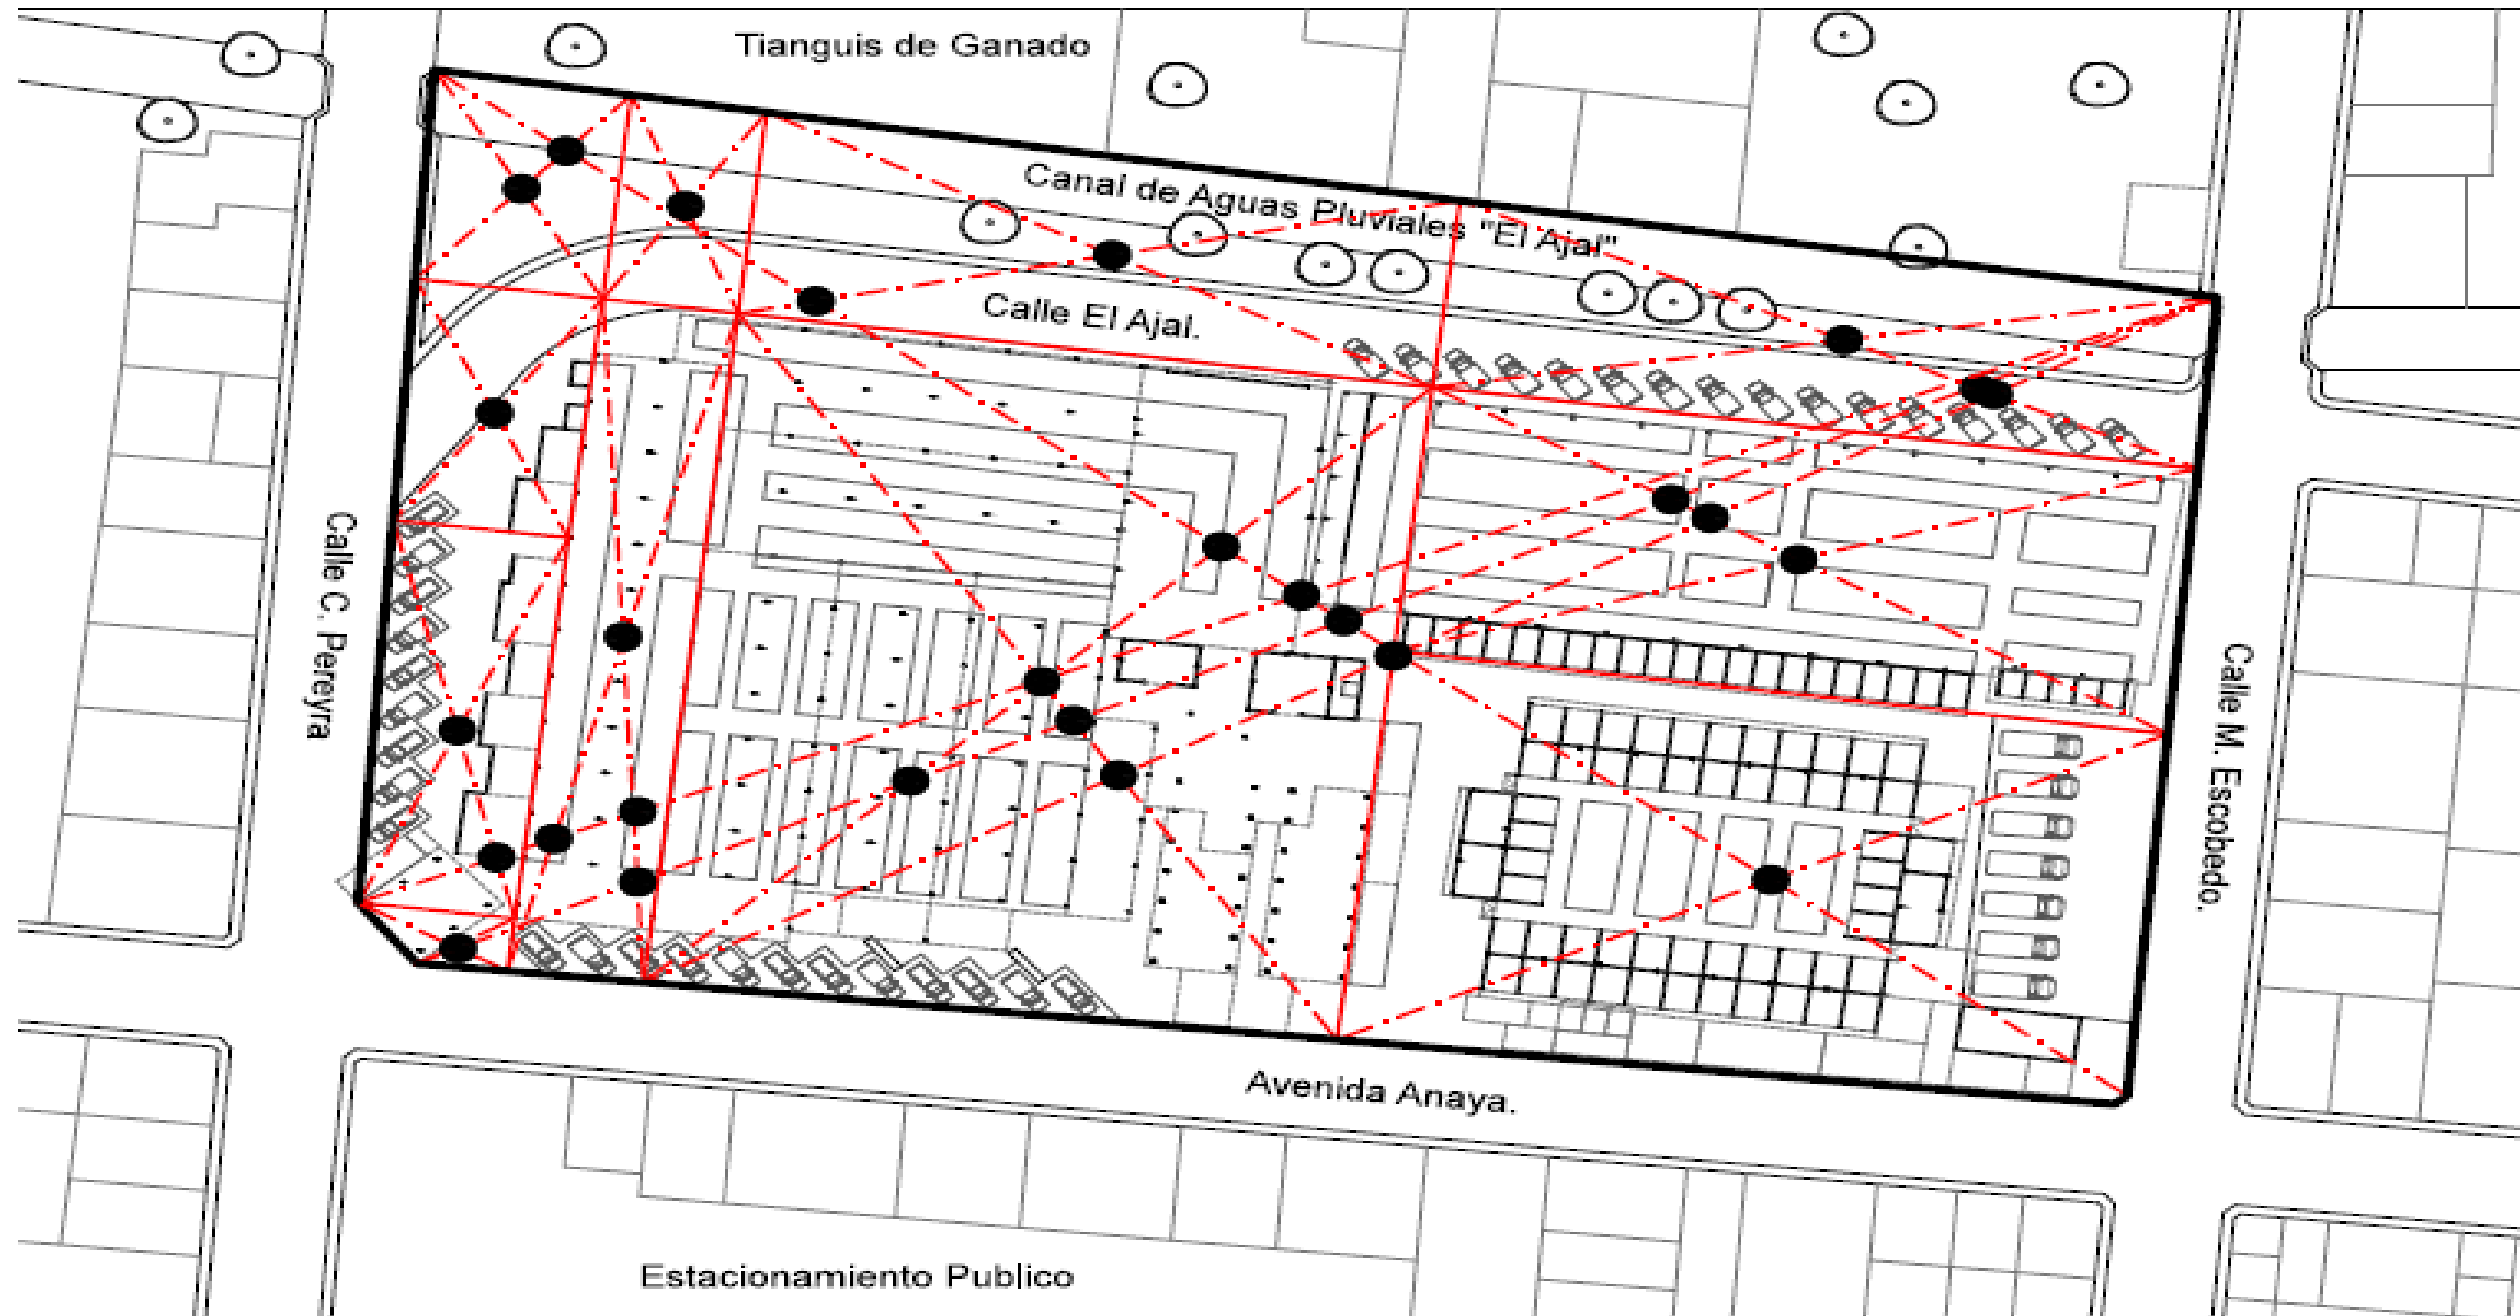 Tianguis de Ganado
Canal de Aguas Pluviales "El Ajal"
Calle El Ajal.
Calle C. Pereyra
Calle M. Escobedo.
Avenida Anaya.
Estacionamiento Publico